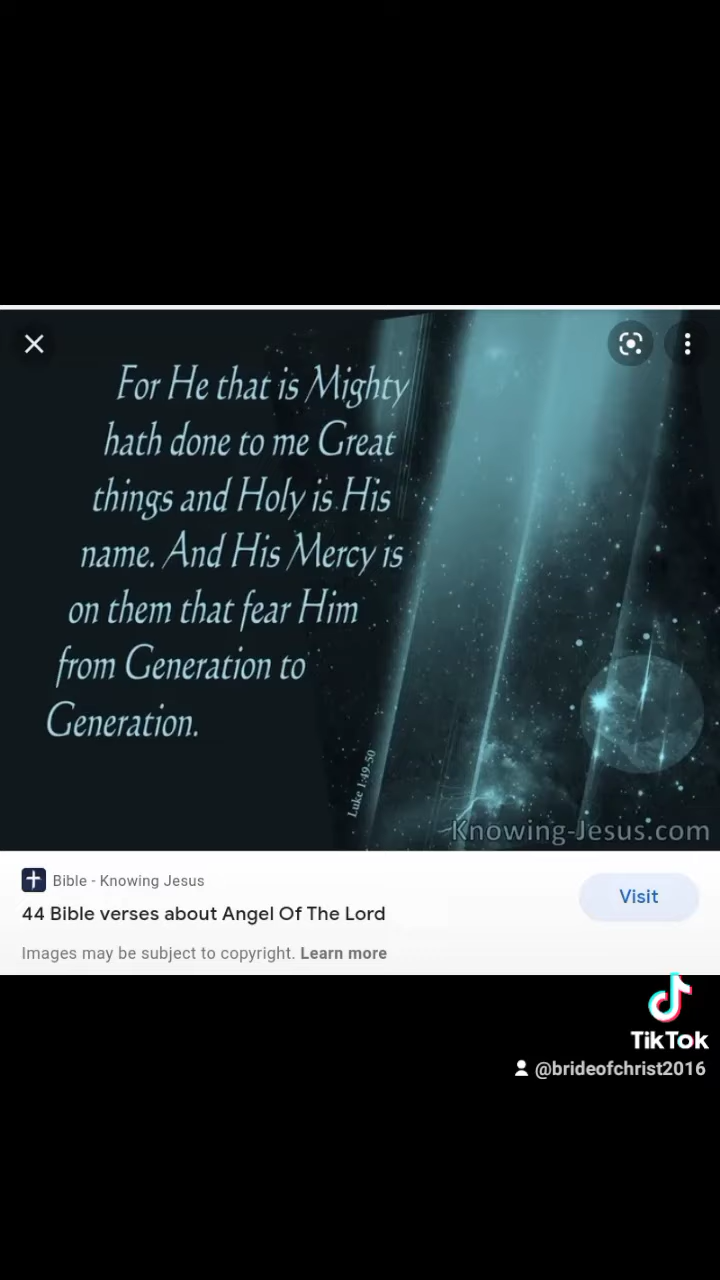 For He that is Mighty
hath done to me Great
things and Holy is His
name. And His Mercy is
on them that fear Him
from Generation to
Generation.
Luke 1:49-50
Knowing-Jesus.com
Bible - Knowing Jesus
44 Bible verses about Angel Of The Lord
Visit
Images may be subject to copyright. Learn more
TikTok
@brideofchrist2016